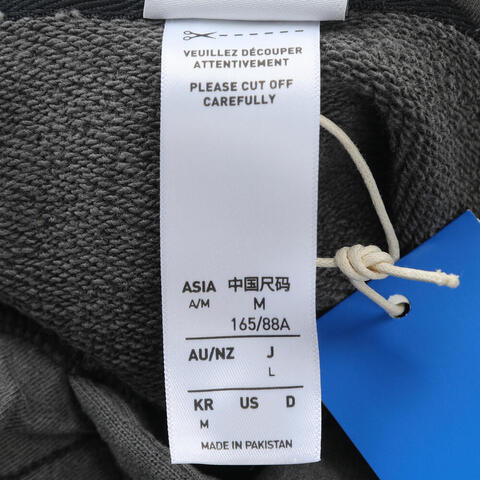 VEUILLEZ DÉCOUPER
ATTENTIVEMENT
PLEASE CUT OFF
CAREFULLY
ASIA 中国尺码
A/M M
165/88A
AU/NZ J
L
KR US D
M
MADE IN PAKISTAN